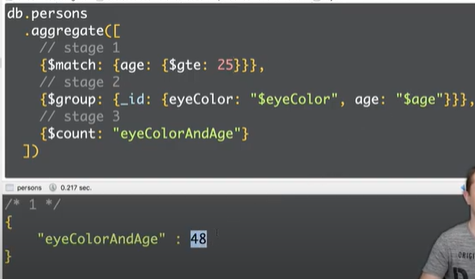 db.persons
.aggregate([
// stage 1
{$match: {age: {$gte: 25}}},
// stage 2
{$group: {_id: {eyeColor: "$eyeColor", age: "$age"}}},
// stage 3
{$count: "eyeColorAndAge"}
])
persons 0.217 sec.
/* 1 */
{
"eyeColorAndAge" : 48
}